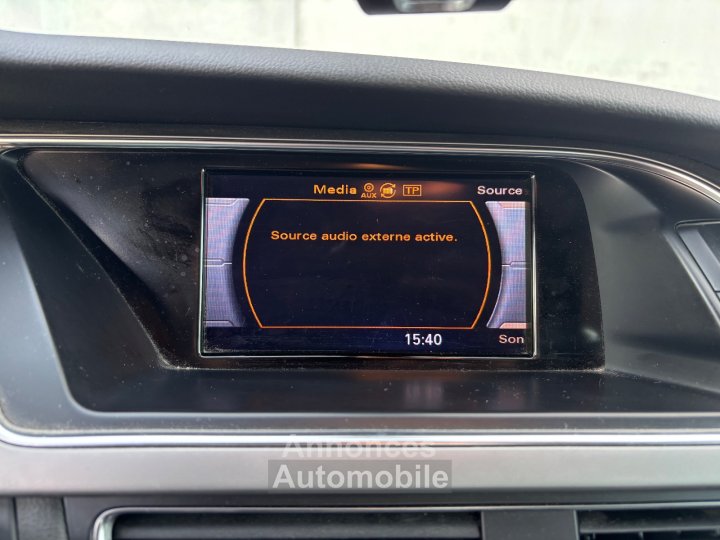 Media AUX TP Source
Source audio externe active.
15:40 Son
Annonces
Automobile